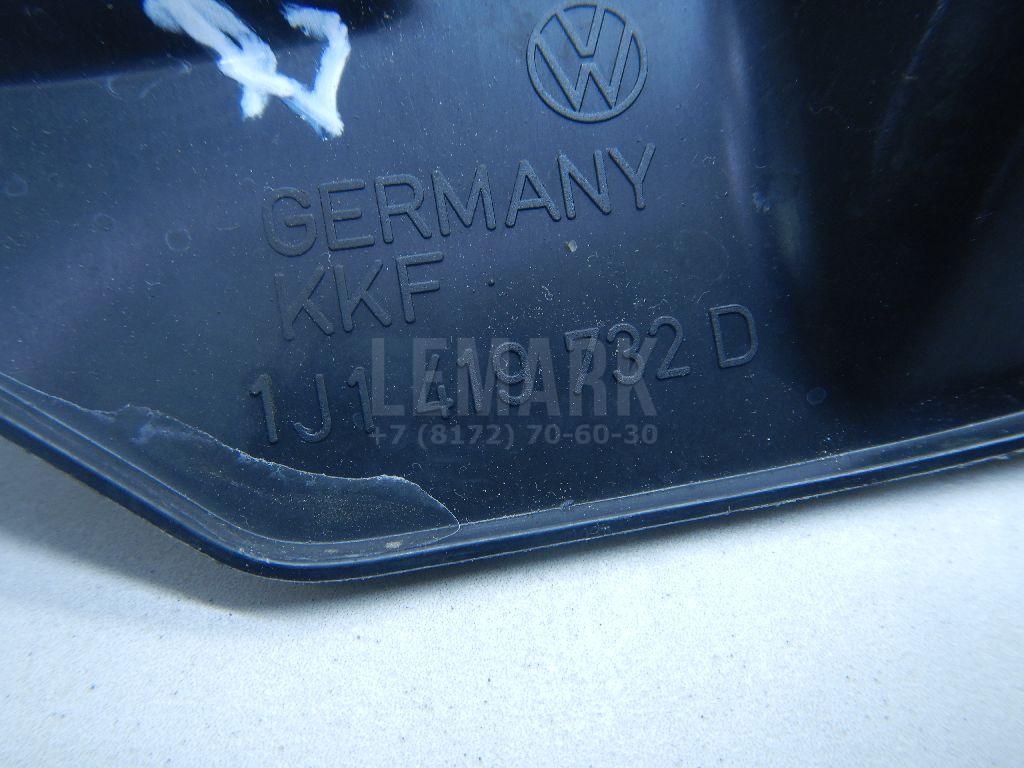 GERMANY
KKF
1J1 419 732 D
LEMARK
+7 (8172) 70-60-30